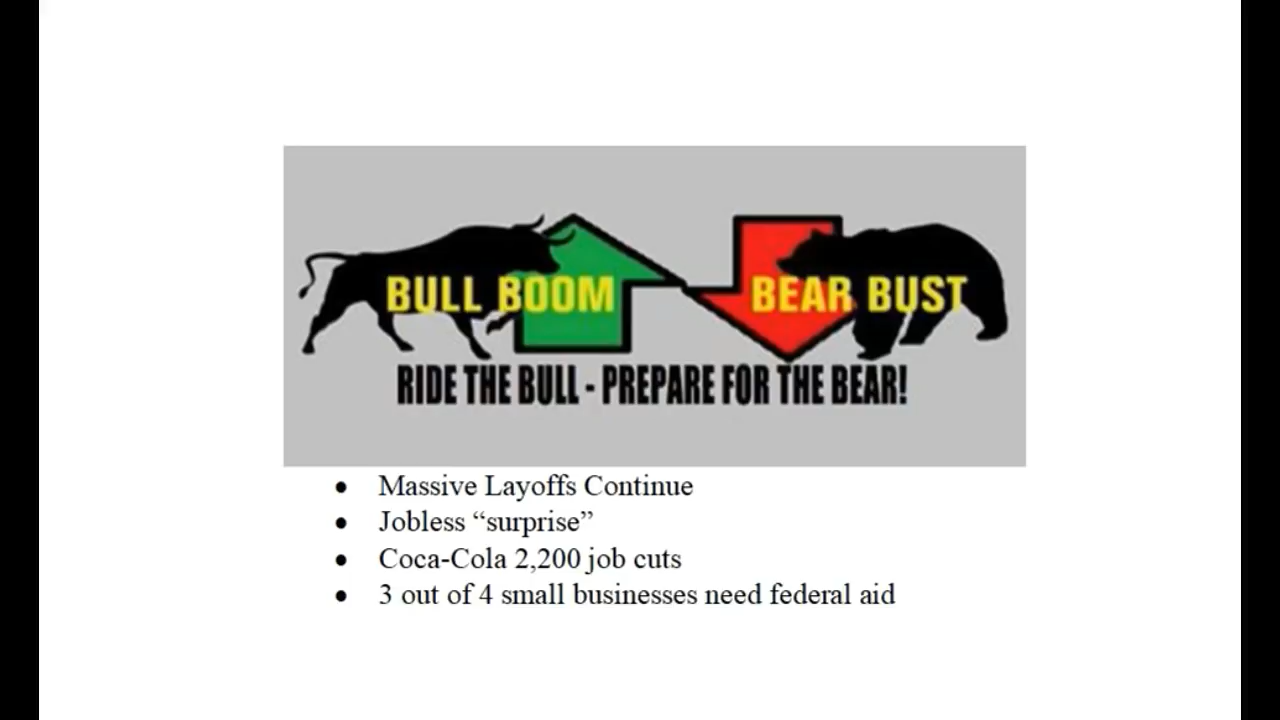 BULL BOOM BEAR BUST
RIDE THE BULL - PREPARE FOR THE BEAR!
• Massive Layoffs Continue
• Jobless “surprise”
• Coca-Cola 2,200 job cuts
• 3 out of 4 small businesses need federal aid